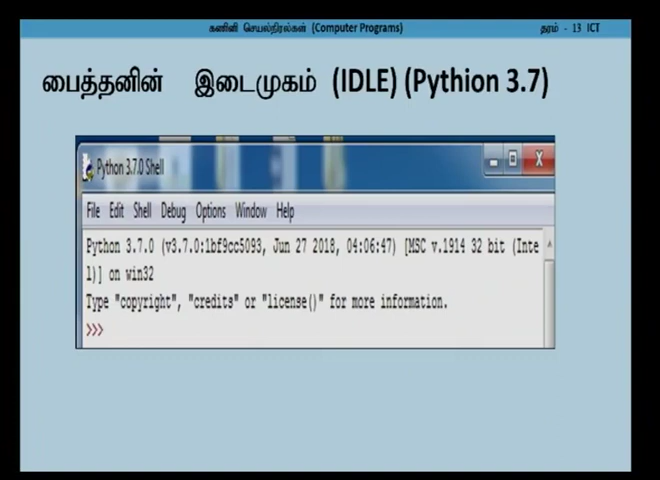 கணினி செயல்நிரல்கள் (Computer Programs) தரம் - 13 ICT
பைத்தனின் இடைமுகம் (IDLE) (Pythion 3.7)
Python 3.7.0 Shell
File Edit Shell Debug Options Window Help
Python 3.7.0 (v3.7.0:1bf9cc5093, Jun 27 2018, 04:06:47) [MSC v.1914 32 bit (Inte
l)] on win32
Type "copyright", "credits" or "license()" for more information.
>>>